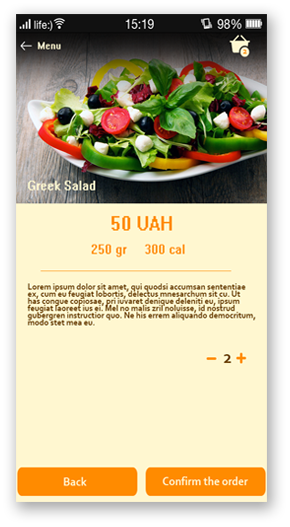 life:) 15:19 98%
Menu
2
Greek Salad
50 UAH
250 gr 300 cal
Lorem ipsum dolor sit amet, qui quodsi accumsan sententiae
ex, cum eu feugiat lobortis, delectus mnesarchum sit cu. Ut
has congue copiosae, pri iuvaret denique deleniti eu, ipsum
feugait laoreet ius ei. Mel no malis zril noluisse, id nostrud
gubergren instructior quo. Ne his errem aliquando democritum,
modo stet mea eu.
− 2 +
Back Confirm the order